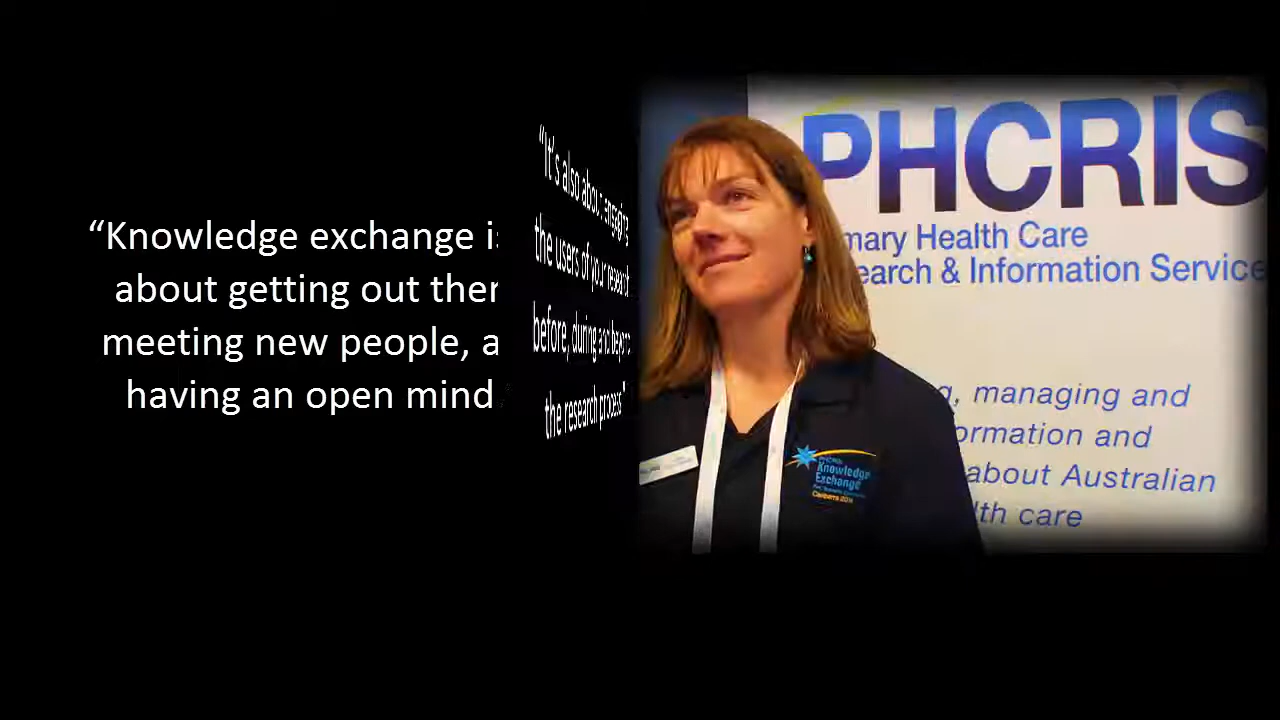 “Knowledge exchange is
about getting out ther
meeting new people, a
having an open mind
“It's also about engaging
the users of your research
before, during and beyond
the research process”
PHCRIS
mary Health Care
earch & Information Service
g, managing and
ormation and
about Australian
lth care
PHCRIS
Knowledge
Exchange
Canberra